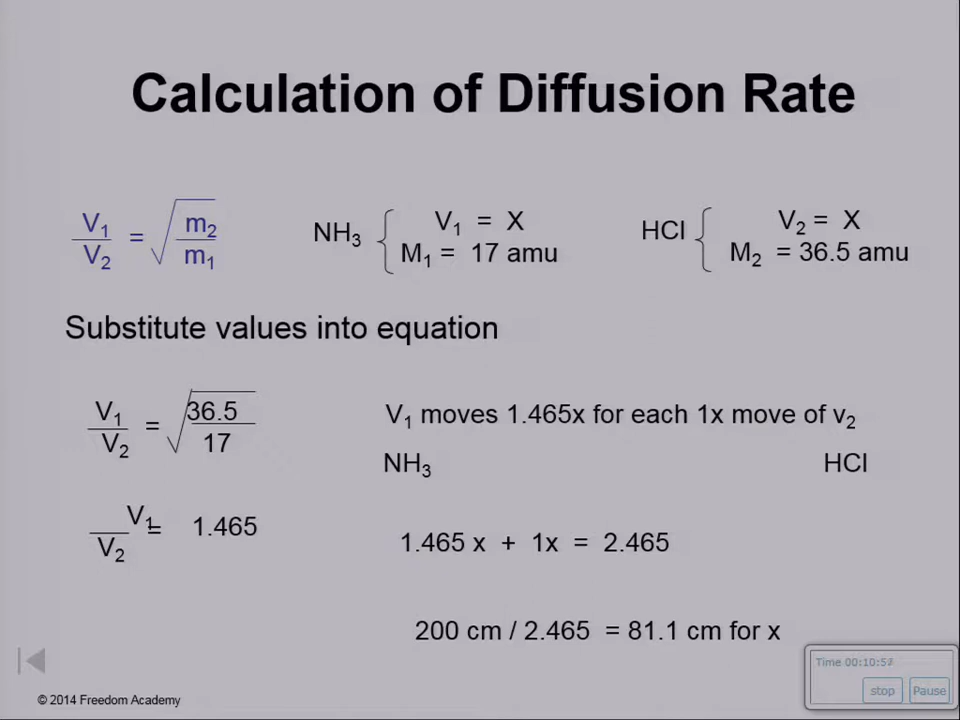 Calculation of Diffusion Rate
V1 / V2 = √ m2 / m1
NH3 { V1 = X
M1 = 17 amu
HCl { V2 = X
M2 = 36.5 amu
Substitute values into equation
V1 / V2 = √ 36.5 / 17
V1 moves 1.465x for each 1x move of v2
NH3 HCl
V1 / V2 = 1.465
1.465 x + 1x = 2.465
200 cm / 2.465 = 81.1 cm for x
Time 00:10:5
stop Pause
© 2014 Freedom Academy